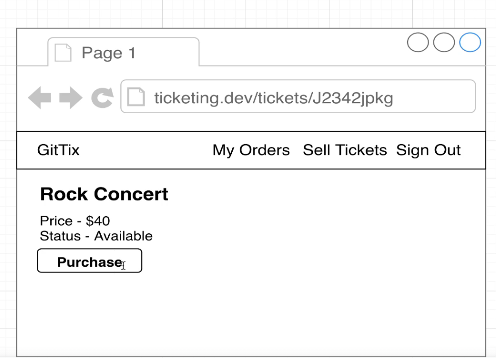 Page 1
ticketing.dev/tickets/J2342jpkg
GitTix My Orders Sell Tickets Sign Out
Rock Concert
Price - $40
Status - Available
Purchase